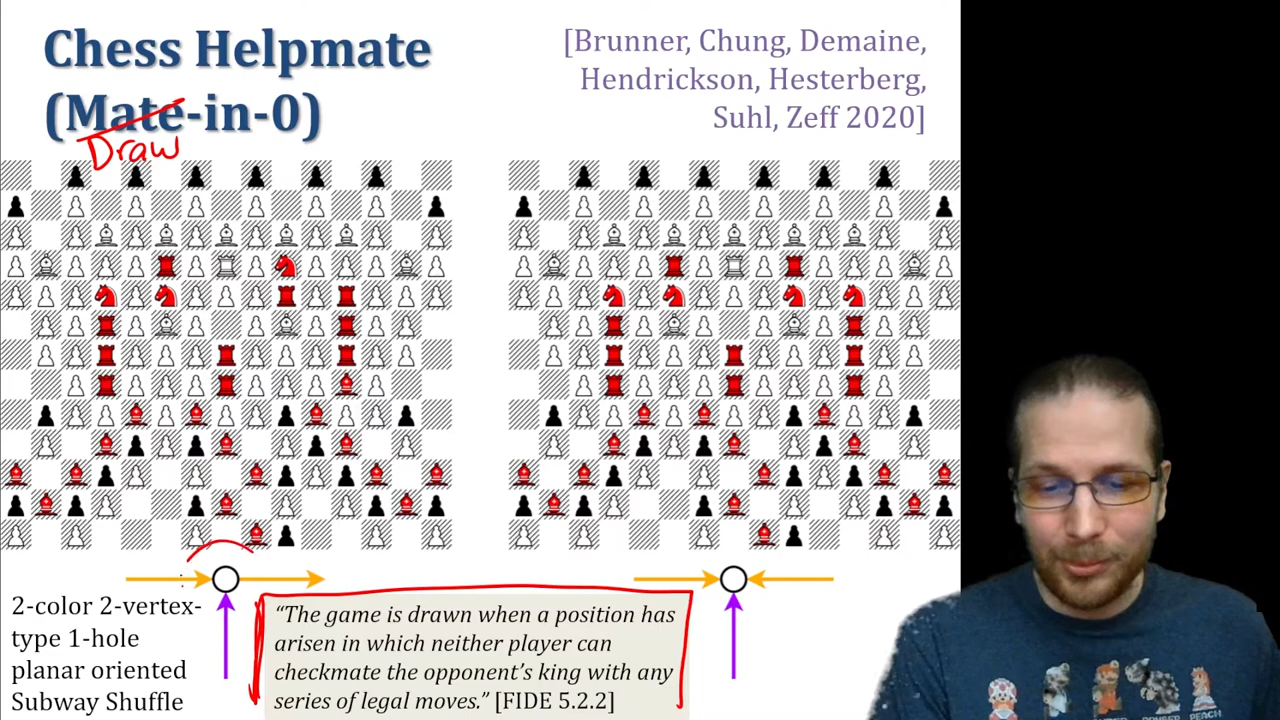 Chess Helpmate
(Mate-in-0)
Draw
[Brunner, Chung, Demaine,
Hendrickson, Hesterberg,
Suhl, Zeff 2020]
2-color 2-vertex-
type 1-hole
planar oriented
Subway Shuffle
“The game is drawn when a position has
arisen in which neither player can
checkmate the opponent’s king with any
series of legal moves.” [FIDE 5.2.2]
PEACH